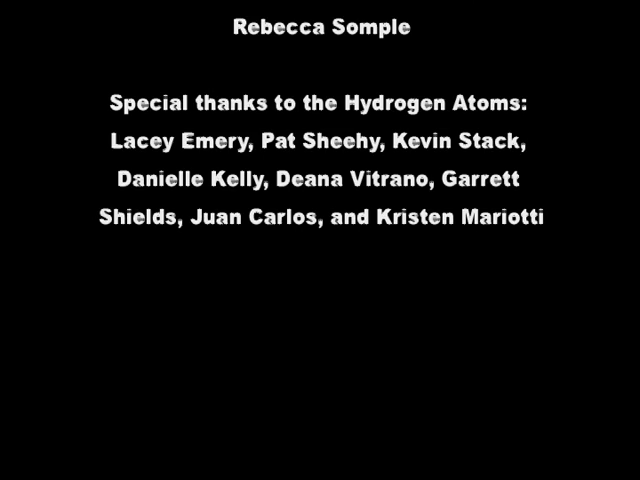 Rebecca Somple
Special thanks to the Hydrogen Atoms:
Lacey Emery, Pat Sheehy, Kevin Stack,
Danielle Kelly, Deana Vitrano, Garrett
Shields, Juan Carlos, and Kristen Mariotti